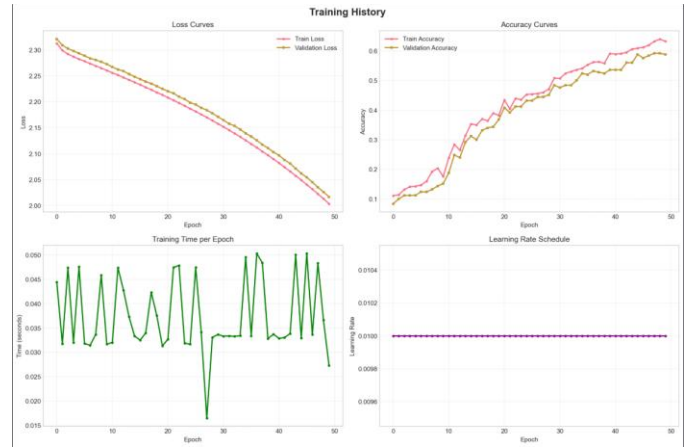 Training History
Loss Curves
Train Loss
Validation Loss
2.30
2.25
2.20
2.15
2.10
2.05
2.00
Loss
0
10
20
30
40
50
Epoch
Accuracy Curves
Train Accuracy
Validation Accuracy
0.6
0.5
0.4
0.3
0.2
0.1
Accuracy
0
10
20
30
40
50
Epoch
Training Time per Epoch
0.050
0.045
0.040
0.035
0.030
0.025
0.020
0.015
Time (seconds)
0
10
20
30
40
50
Epoch
Learning Rate Schedule
0.0104
0.0102
0.0100
0.0098
0.0096
Learning Rate
0
10
20
30
40
50
Epoch